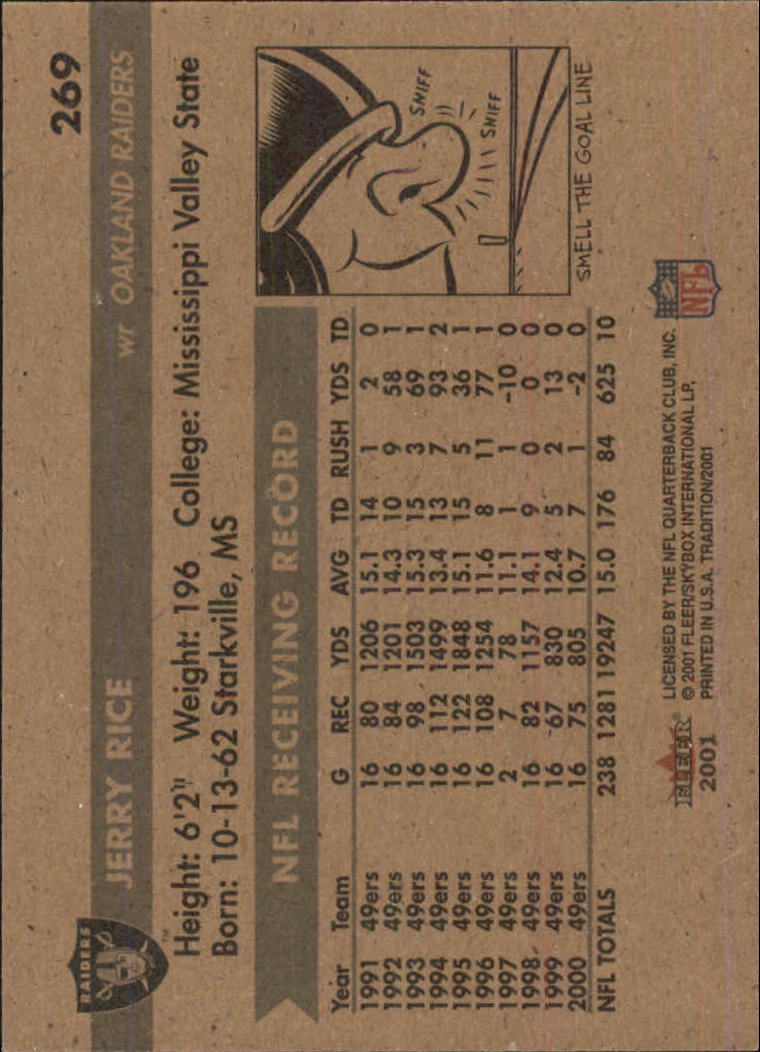 269
JERRY RICE wr OAKLAND RAIDERS
RAIDERS
TM
Height: 6'2" Weight: 196 College: Mississippi Valley State
Born: 10-13-62 Starkville, MS
NFL RECEIVING RECORD
Year Team G REC YDS AVG TD RUSH YDS TD
1991 49ers 16 80 1206 15.1 14 1 2 0
1992 49ers 16 84 1201 14.3 10 9 58 1
1993 49ers 16 98 1503 15.3 15 3 69 1
1994 49ers 16 112 1499 13.4 13 7 93 2
1995 49ers 16 122 1848 15.1 15 5 36 1
1996 49ers 16 108 1254 11.6 8 11 77 1
1997 49ers 2 7 78 11.1 1 1 -10 0
1998 49ers 16 82 1157 14.1 9 0 0 0
1999 49ers 16 67 830 12.4 5 2 13 0
2000 49ers 16 75 805 10.7 7 1 -2 0
NFL TOTALS 238 1281 19247 15.0 176 84 625 10
SNIFF
SNIFF
SMELL THE GOAL LINE
FLEER
2001
LICENSED BY THE NFL QUARTERBACK CLUB, INC.
© 2001 FLEER/SKYBOX INTERNATIONAL LP,
PRINTED IN U.S.A. TRADITION/2001
NFL